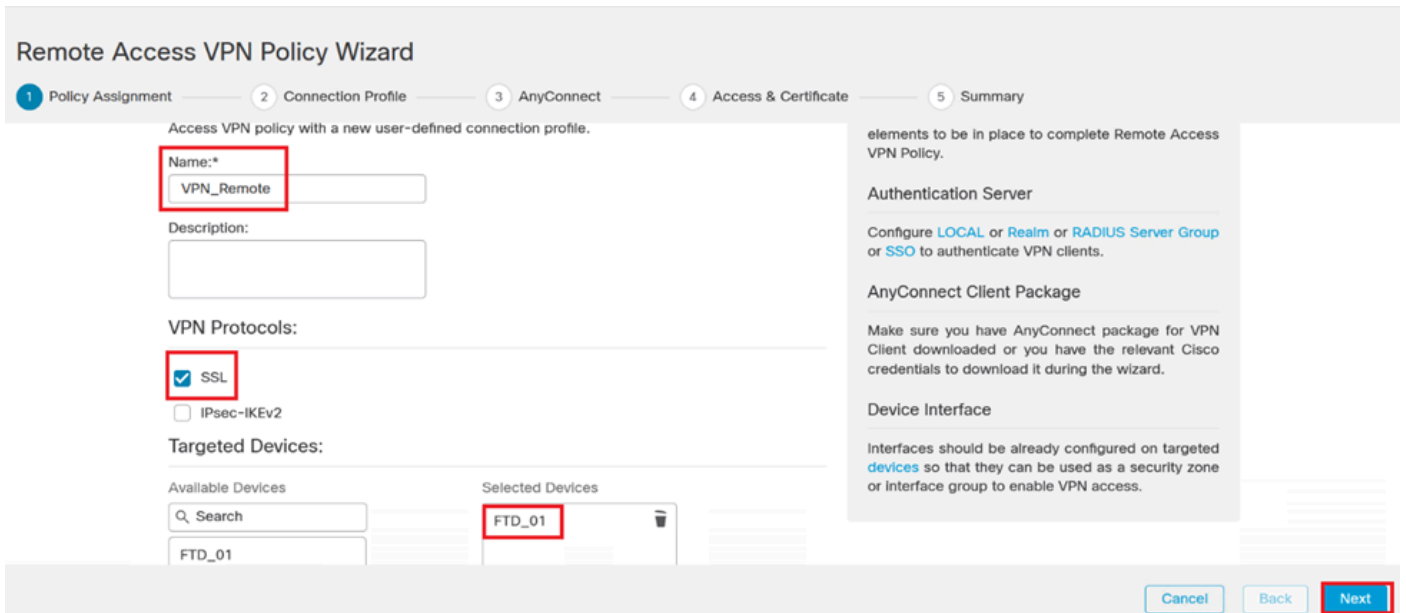 Remote Access VPN Policy Wizard
1 Policy Assignment
2 Connection Profile
3 AnyConnect
4 Access & Certificate
5 Summary
Access VPN policy with a new user-defined connection profile.
Name:*
VPN_Remote
Description:
VPN Protocols:
SSL
IPsec-IKEv2
Targeted Devices:
Available Devices
Search
FTD_01
Selected Devices
FTD_01
elements to be in place to complete Remote Access
VPN Policy.
Authentication Server
Configure LOCAL or Realm or RADIUS Server Group
or SSO to authenticate VPN clients.
AnyConnect Client Package
Make sure you have AnyConnect package for VPN
Client downloaded or you have the relevant Cisco
credentials to download it during the wizard.
Device Interface
Interfaces should be already configured on targeted
devices so that they can be used as a security zone
or interface group to enable VPN access.
Cancel
Back
Next